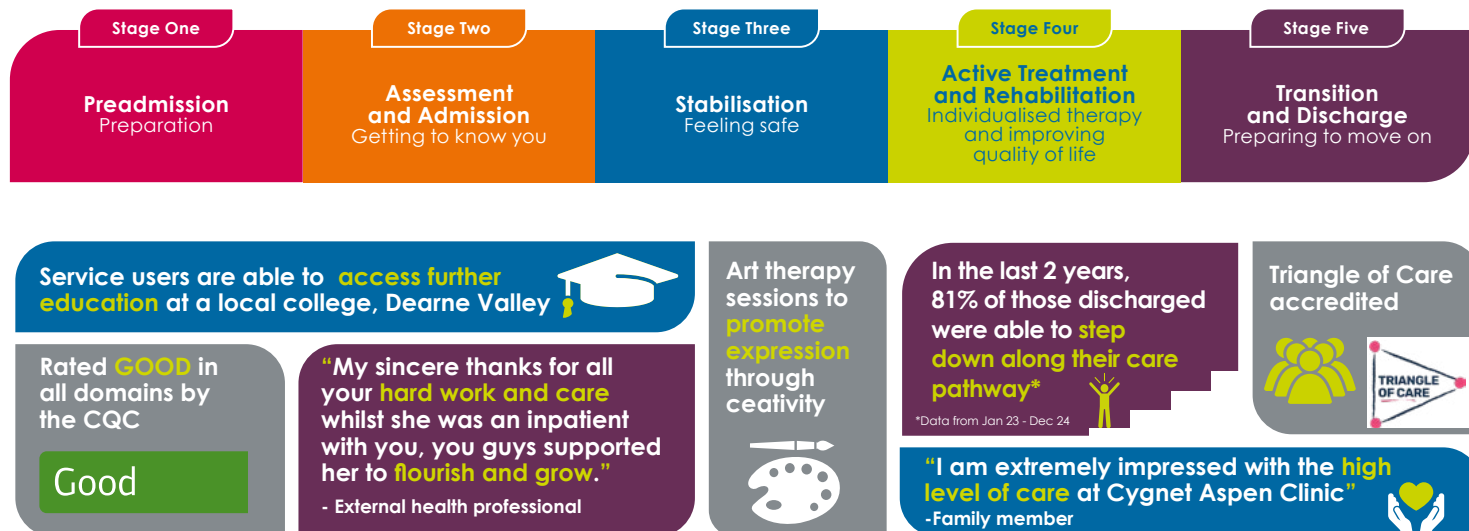 Stage One
Preadmission
Preparation
Stage Two
Assessment
and Admission
Getting to know you
Stage Three
Stabilisation
Feeling safe
Stage Four
Active Treatment
and Rehabilitation
Individualised therapy
and improving
quality of life
Stage Five
Transition
and Discharge
Preparing to move on
Service users are able to access further
education at a local college, Dearne Valley
Rated GOOD in
all domains by
the CQC
Good
“My sincere thanks for all
your hard work and care
whilst she was an inpatient
with you, you guys supported
her to flourish and grow.”
- External health professional
Art therapy
sessions to
promote
expression
through
ceativity
In the last 2 years,
81% of those discharged
were able to step
down along their care
pathway*
*Data from Jan 23 - Dec 24
Triangle of Care
accredited
TRIANGLE
OF CARE
“I am extremely impressed with the high
level of care at Cygnet Aspen Clinic”
-Family member